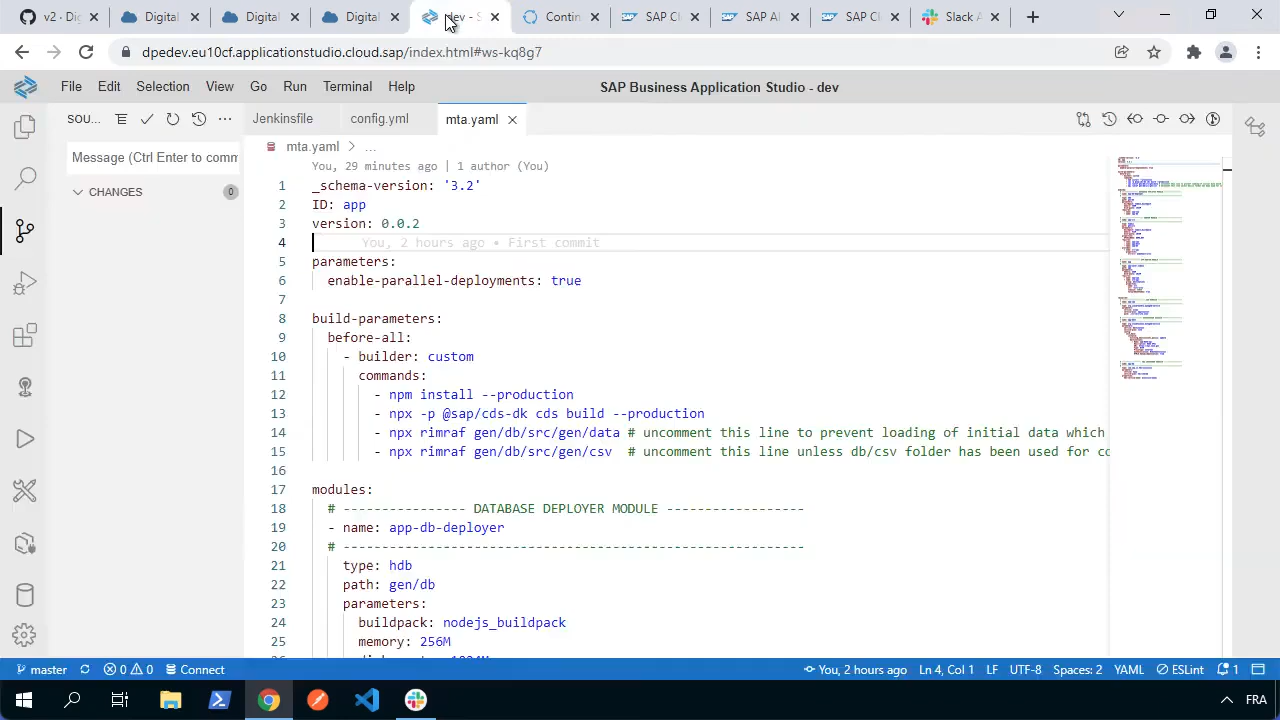 v2 · Di
Digital
Digital
Digital
dev - S
Contin
SAP Cl
SAP AI
SAP Cl
Slack A
dpedev.eu10cf.applicationstudio.cloud.sap/index.html#ws-kq8g7
File Edit Selection View Go Run Terminal Help
SAP Business Application Studio - dev
SOU...
Jenkinsfile
config.yml
mta.yaml
Message (Ctrl Enter to comm
mta.yaml > ...
CHANGES 0
You, 29 minutes ago | 1 author (You)
1 _schema-version: '3.2'
2 ID: app
3 version: 0.0.2
4 You, 2 hours ago • First commit
5 parameters:
6 enable-parallel-deployments: true
7
8 build-parameters:
9 before-all:
10 - builder: custom
11 commands:
12 - npm install --production
13 - npx -p @sap/cds-dk cds build --production
14 - npx rimraf gen/db/src/gen/data # uncomment this line to prevent loading of initial data which
15 - npx rimraf gen/db/src/gen/csv # uncomment this line unless db/csv folder has been used for co
16
17 modules:
18 # ---------------- DATABASE DEPLOYER MODULE ------------------
19 - name: app-db-deployer
20 # ------------------------------------------------------------
21 type: hdb
22 path: gen/db
23 parameters:
24 buildpack: nodejs_buildpack
25 memory: 256M
master
0 0
Connect
You, 2 hours ago
Ln 4, Col 1
LF
UTF-8
Spaces: 2
YAML
ESLint
1
FRA